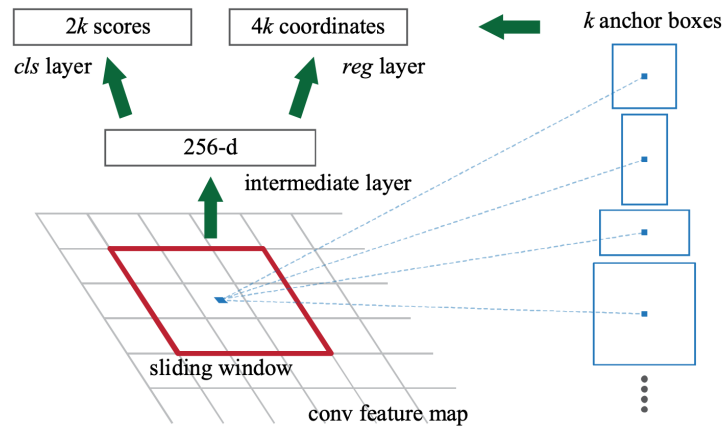 2k scores
4k coordinates
k anchor boxes
cls layer
reg layer
256-d
intermediate layer
sliding window
conv feature map